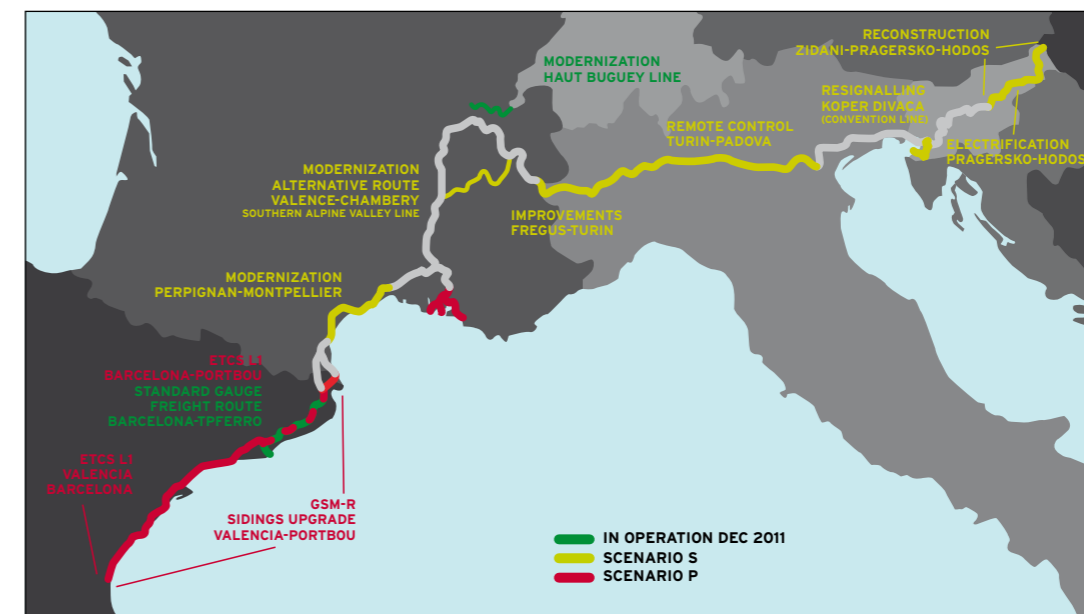 RECONSTRUCTION
ZIDANI-PRAGERSKO-HODOS
MODERNIZATION
HAUT BUGUEY LINE
RESIGNALLING
KOPER DIVACA
(CONVENTION LINE)
REMOTE CONTROL
TURIN-PADOVA
ELECTRIFICATION
PRAGERSKO-HODOS
MODERNIZATION
ALTERNATIVE ROUTE
VALENCE-CHAMBERY
SOUTHERN ALPINE VALLEY LINE
IMPROVEMENTS
FREGUS-TURIN
MODERNIZATION
PERPIGNAN-MONTPELLIER
ETCS L1
BARCELONA-PORTBOU
STANDARD GAUGE
FREIGHT ROUTE
BARCELONA-TPFERRO
ETCS L1
VALENCIA
BARCELONA
GSM-R
SIDINGS UPGRADE
VALENCIA-PORTBOU
IN OPERATION DEC 2011
SCENARIO S
SCENARIO P